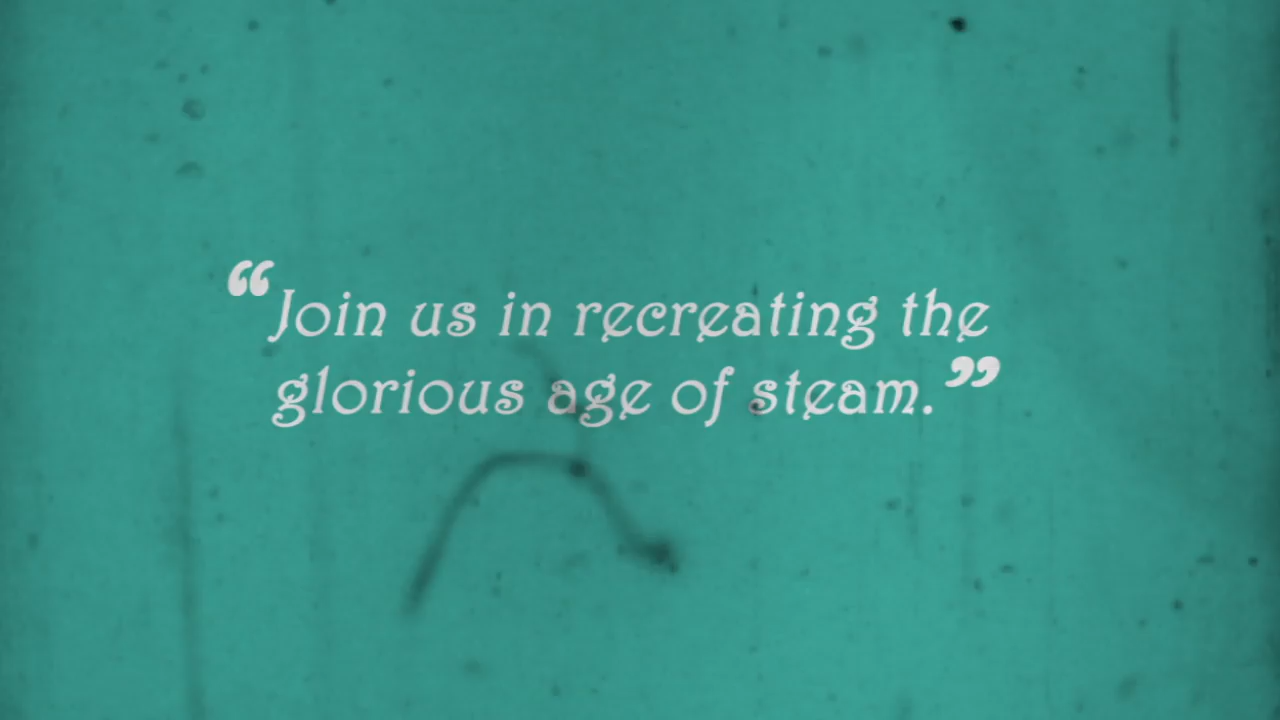 “Join us in recreating the
glorious age of steam.”